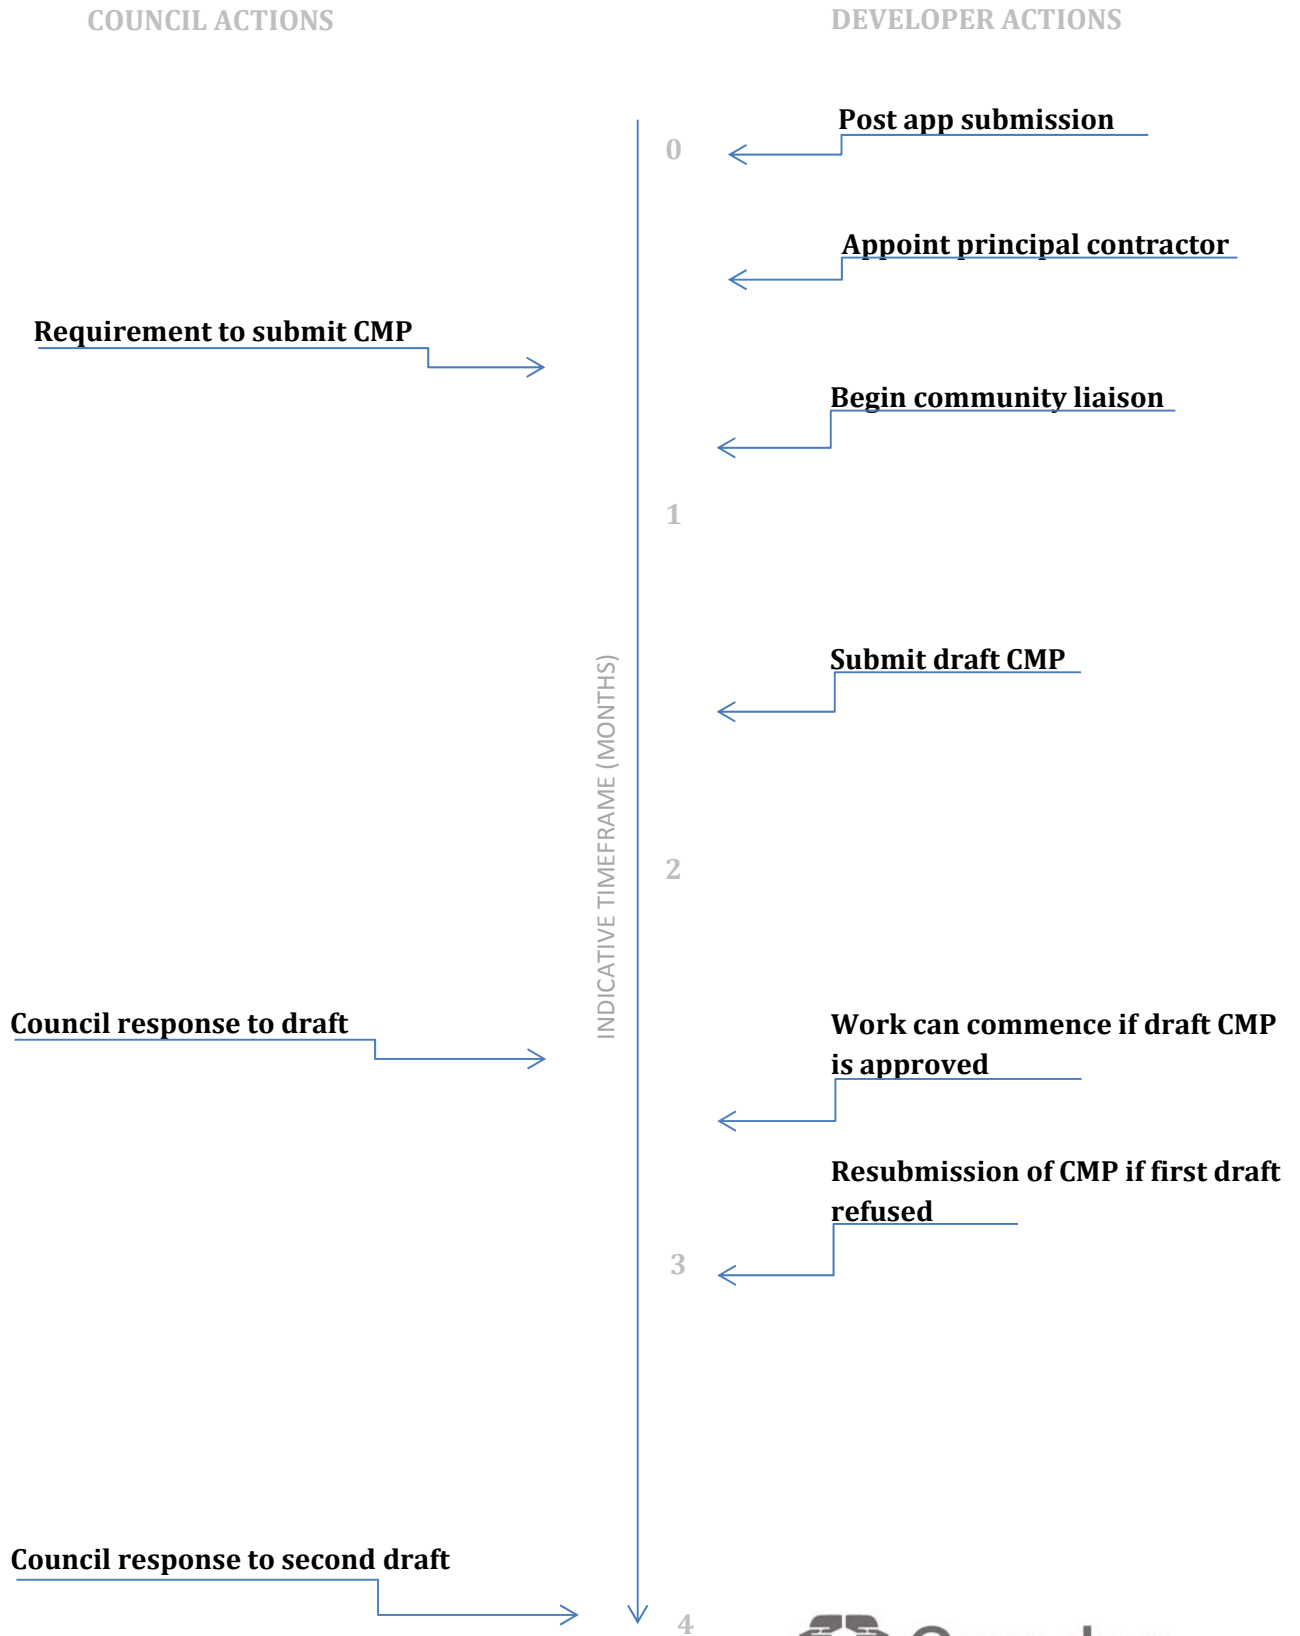 COUNCIL ACTIONS
DEVELOPER ACTIONS
Post app submission
0
Appoint principal contractor
Requirement to submit CMP
Begin community liaison
1
Submit draft CMP
INDICATIVE TIMEFRAME (MONTHS)
2
Council response to draft
Work can commence if draft CMP
is approved
Resubmission of CMP if first draft
refused
3
Council response to second draft
4